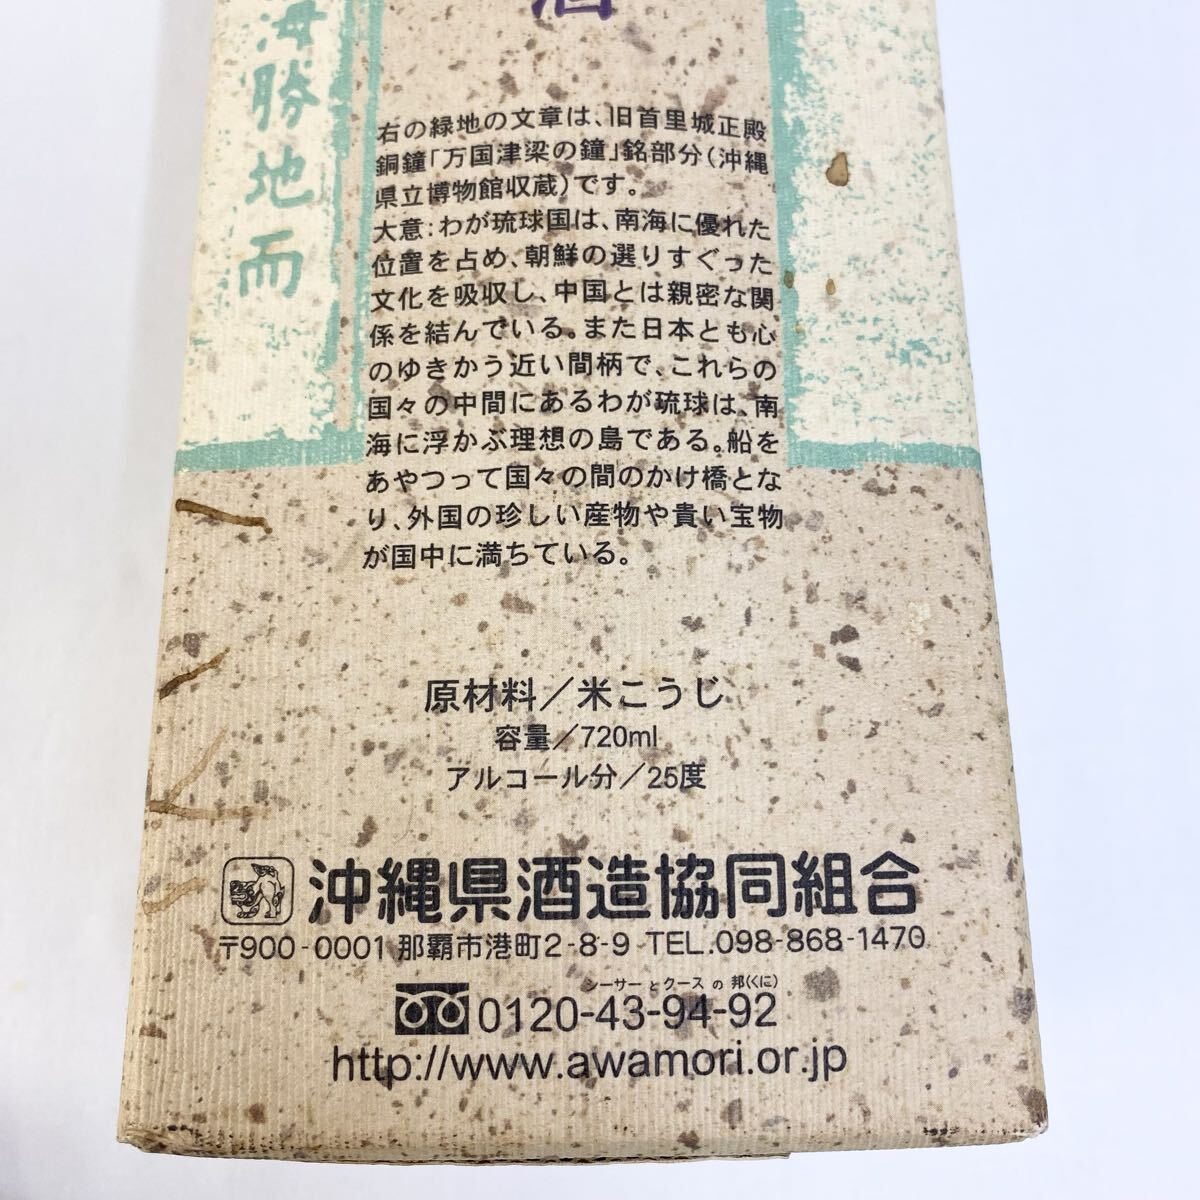 酒
海勝地而
右の緑地の文章は、旧首里城正殿
銅鐘「万国津梁の鐘」銘部分(沖縄
県立博物館収蔵)です。
大意:わが琉球国は、南海に優れた
位置を占め、朝鮮の選りすぐった
文化を吸収し、中国とは親密な関
係を結んでいる。また日本とも心
のゆきかう近い間柄で、これらの
国々の中間にあるわが琉球は、南
海に浮かぶ理想の島である。船を
あやつって国々の間のかけ橋とな
り、外国の珍しい産物や貴い宝物
が国中に満ちている。
原材料/米こうじ
容量/720ml
アルコール分/25度
沖縄県酒造協同組合
〒900-0001 那覇市港町2-8-9 TEL.098-868-1470
シーサー と クース の 邦(くに)
0120-43-94-92
http://www.awamori.or.jp